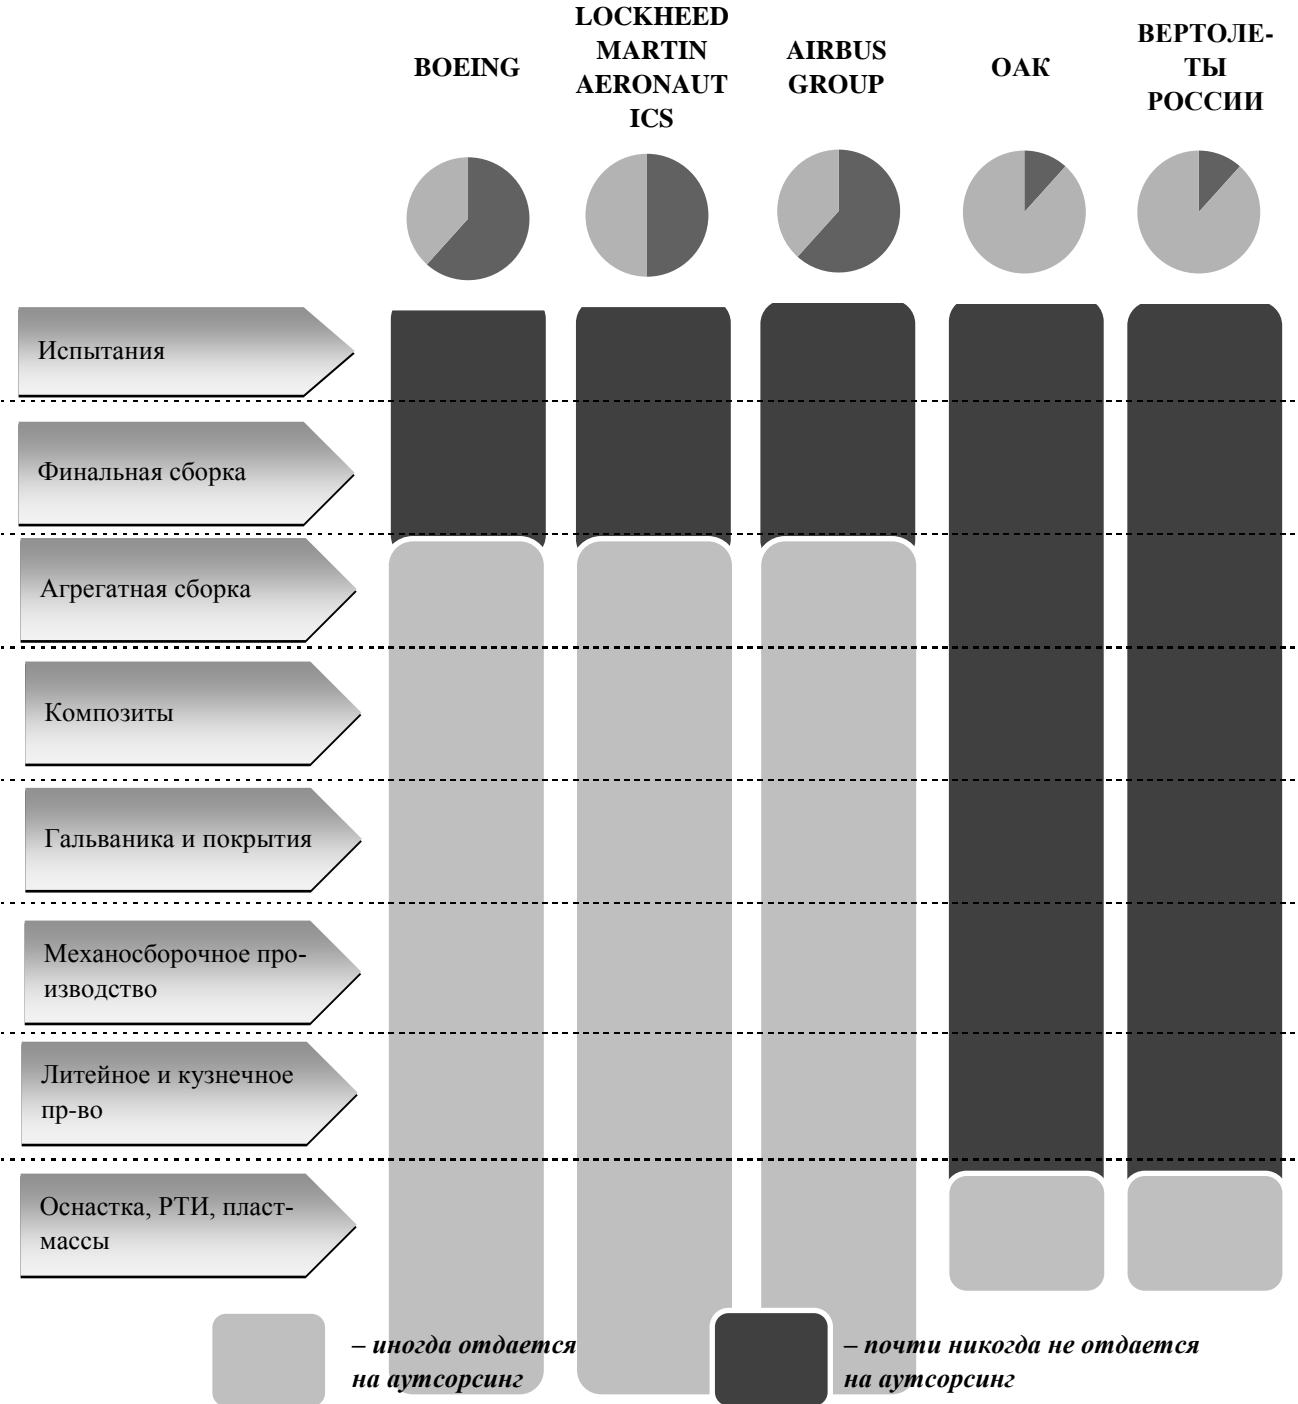 BOEING
LOCKHEED
MARTIN
AERONAUT
ICS
AIRBUS
GROUP
ОАК
ВЕРТОЛЕ-
ТЫ
РОССИИ
Испытания
Финальная сборка
Агрегатная сборка
Композиты
Гальваника и покрытия
Механосборочное про-
изводство
Литейное и кузнечное
пр-во
Оснастка, РТИ, пласт-
массы
– иногда отдается
на аутсорсинг
– почти никогда не отдается
на аутсорсинг